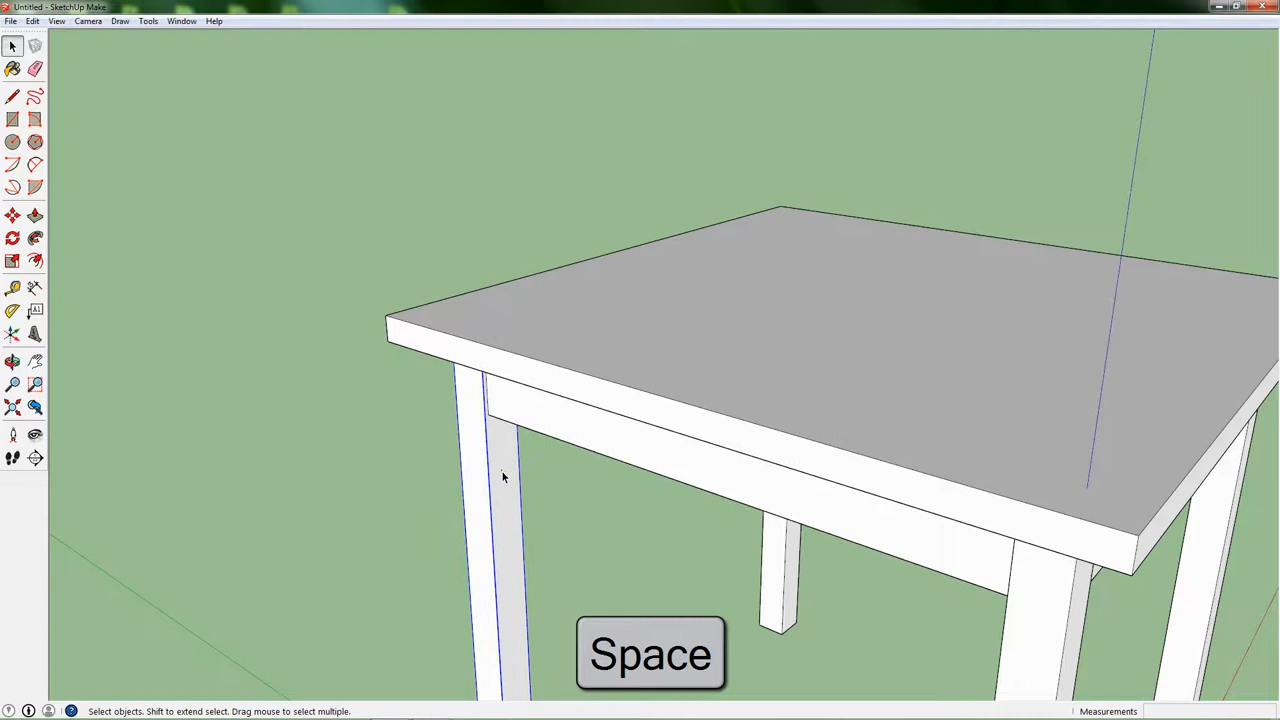 Untitled - SketchUp Make
File Edit View Camera Draw Tools Window Help
A1
Space
Select objects. Shift to extend select. Drag mouse to select multiple.
Measurements